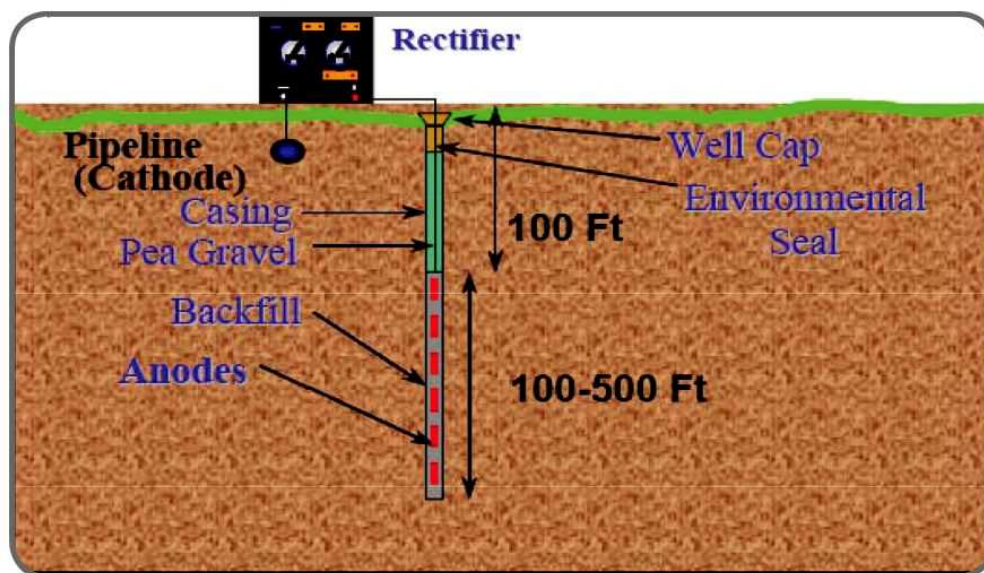 Rectifier
Pipeline
(Cathode)
Well Cap
Casing
Environmental
Seal
100 Ft
Pea Gravel
Backfill
Anodes
100-500 Ft